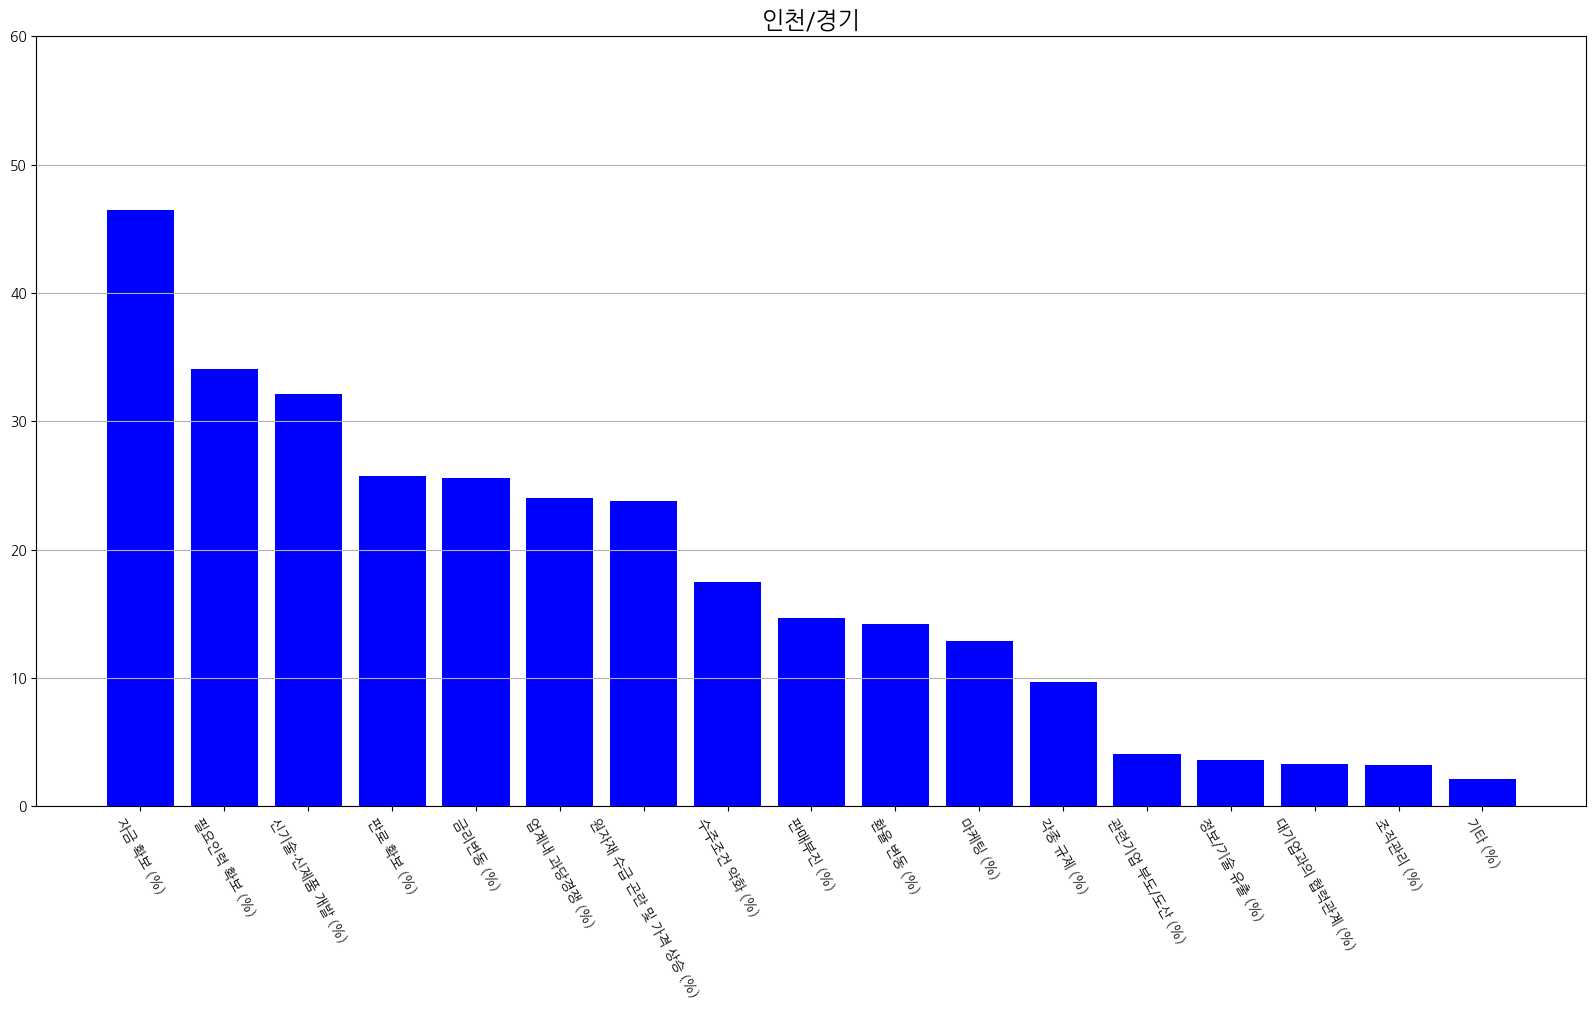 인천/경기
60
50
40
30
20
10
0
자금 확보 (%)
필요인력 확보 (%)
신기술·신제품 개발 (%)
판로 확보 (%)
금리변동 (%)
업계내 과당경쟁 (%)
원자재 수급 곤란 및 가격 상승 (%)
수주조건 악화 (%)
판매부진 (%)
환율 변동 (%)
마케팅 (%)
각종 규제 (%)
관련기업 부도/도산 (%)
정보/기술 유출 (%)
대기업과의 협력관계 (%)
조직관리 (%)
기타 (%)